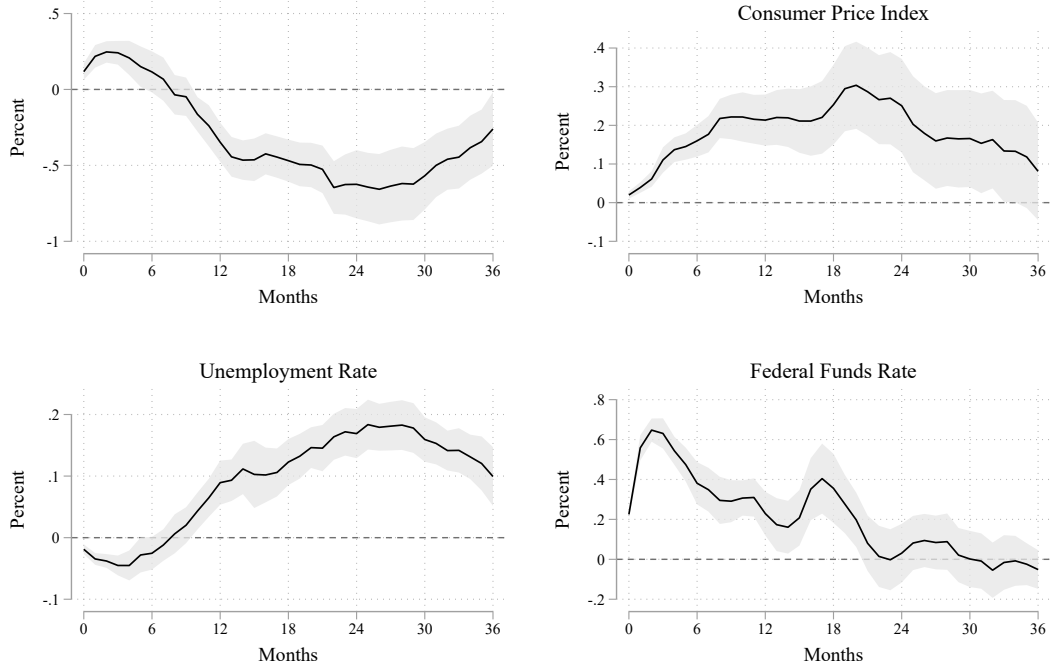 .5
0
-.5
-1
Percent
0 6 12 18 24 30 36
Months
Consumer Price Index
.4
.3
.2
.1
0
-.1
Percent
0 6 12 18 24 30 36
Months
Unemployment Rate
.2
.1
0
-.1
Percent
0 6 12 18 24 30 36
Months
Federal Funds Rate
.8
.6
.4
.2
0
-.2
Percent
0 6 12 18 24 30 36
Months